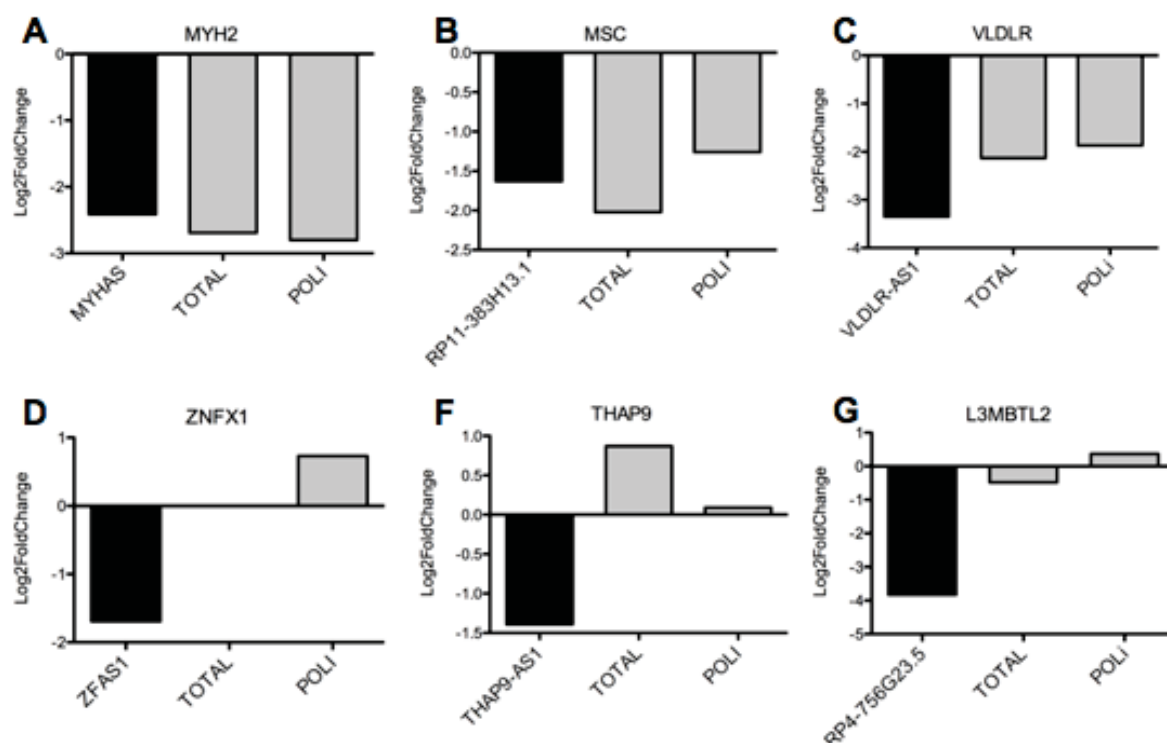 A
MYH2
Log2FoldChange
0
-1
-2
-3
MYHAS
TOTAL
POLI
B
MSC
Log2FoldChange
0.0
-0.5
-1.0
-1.5
-2.0
-2.5
RP11-383H13.1
TOTAL
POLI
C
VLDLR
Log2FoldChange
0
-1
-2
-3
-4
VLDLR-AS1
TOTAL
POLI
D
ZNFX1
Log2FoldChange
1
0
-1
-2
ZFAS1
TOTAL
POLI
F
THAP9
Log2FoldChange
1.0
0.5
0.0
-0.5
-1.0
-1.5
THAP9-AS1
TOTAL
POLI
G
L3MBTL2
Log2FoldChange
1
0
-1
-2
-3
-4
-5
RP4-756G23.5
TOTAL
POLI